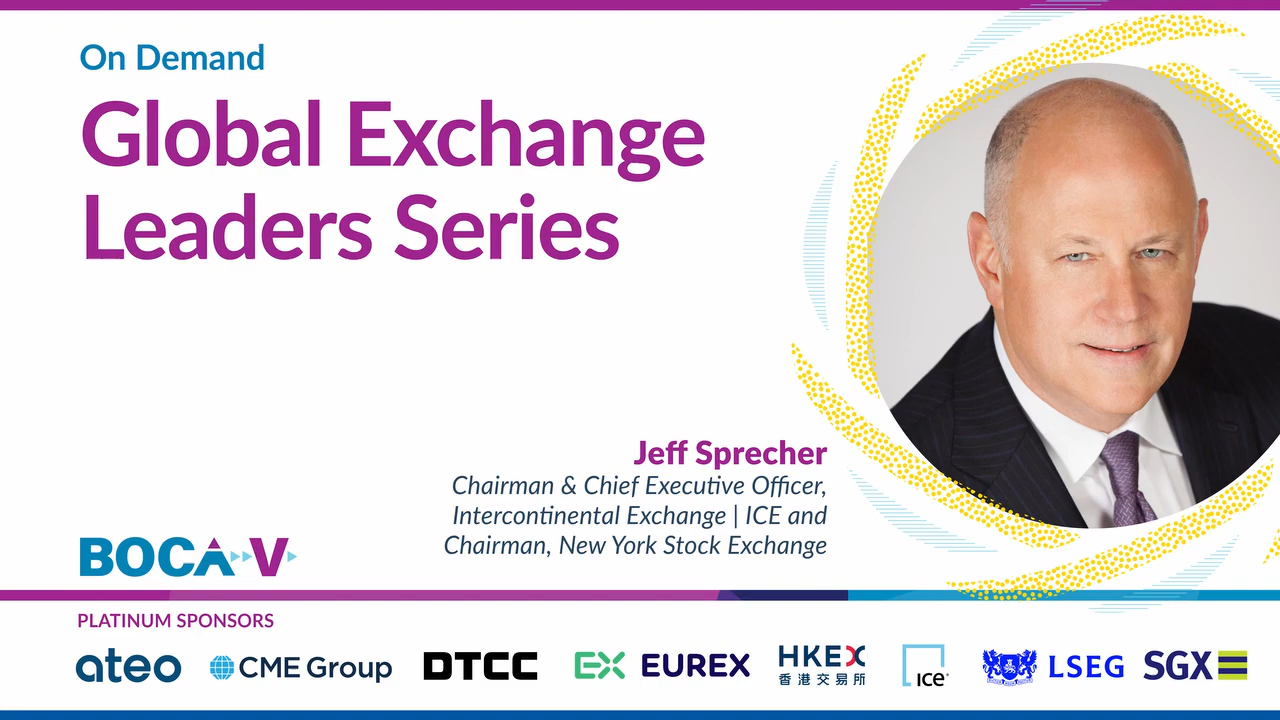 On Demand
Global Exchange
Leaders Series
Jeff Sprecher
Chairman & Chief Executive Officer,
Intercontinental Exchange | ICE and
Chairman, New York Stock Exchange
BOCA V
PLATINUM SPONSORS
ateo
CME Group
DTCC
EX EUREX
HKEX
香港交易所
ICE
LSEG
SGX